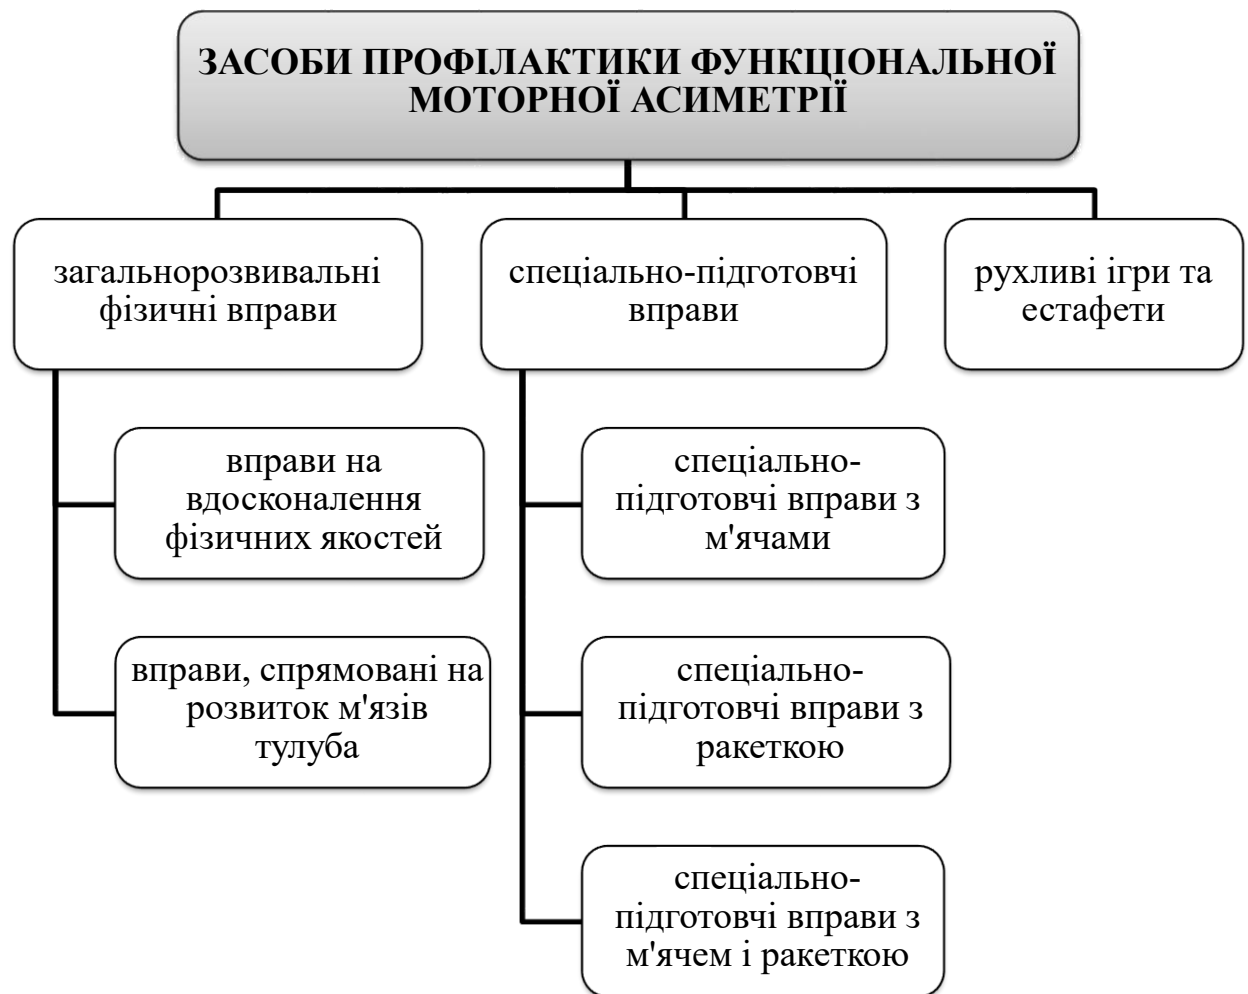 ЗАСОБИ ПРОФІЛАКТИКИ ФУНКЦІОНАЛЬНОЇ
МОТОРНОЇ АСИМЕТРІЇ
загальнорозвивальні
фізичні вправи
вправи на
вдосконалення
фізичних якостей
вправи, спрямовані на
розвиток м'язів
тулуба
спеціально-підготовчі
вправи
спеціально-
підготовчі вправи з
м'ячами
спеціально-
підготовчі вправи з
ракеткою
спеціально-
підготовчі вправи з
м'ячем і ракеткою
рухливі ігри та
естафети